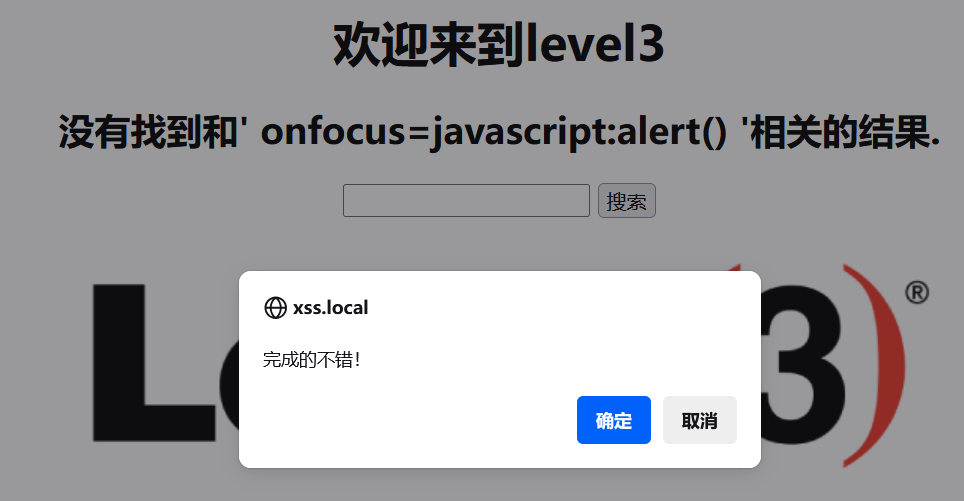 欢迎来到level3
没有找到和' onfocus=javascript:alert() '相关的结果.
搜索
L
3
®
xss.local
完成的不错！
确定
取消